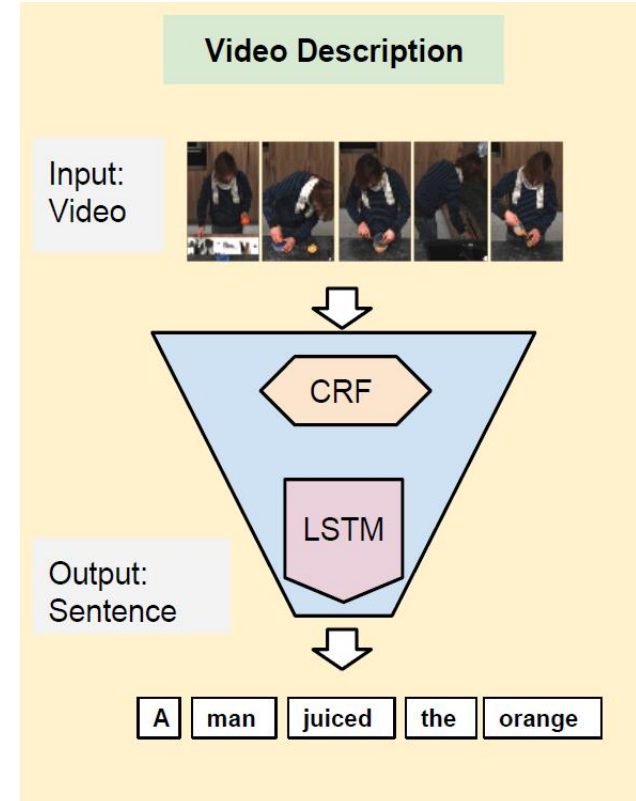 Video Description
Input:
Video
CRF
LSTM
Output:
Sentence
A man juiced the orange